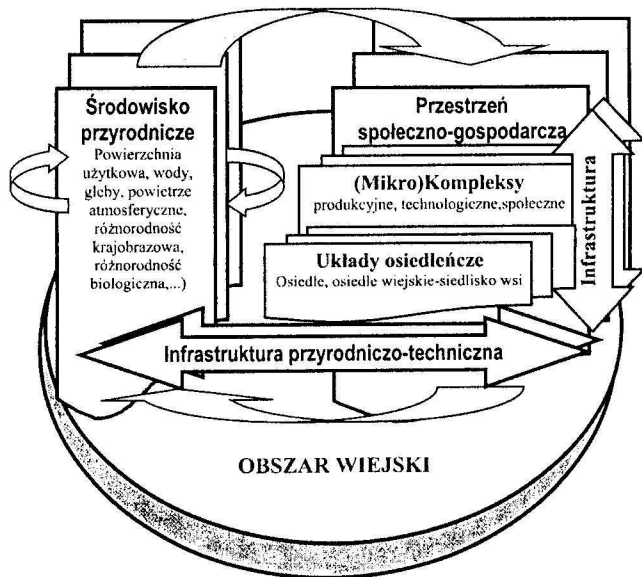 Środowisko
przyrodnicze
Powierzchnia
użytkowa, wody,
gleby, powietrze
atmosferyczne,
różnorodność
krajobrazowa,
różnorodność
biologiczna,...)
Przestrzeń
społeczno-gospodarcza
(Mikro)Kompleksy
produkcyjne, technologiczne,społeczne
Układy osiedleńcze
Osiedle, osiedle wiejskie-siedlisko wsi
Infrastruktura
Infrastruktura przyrodniczo-techniczna
OBSZAR WIEJSKI